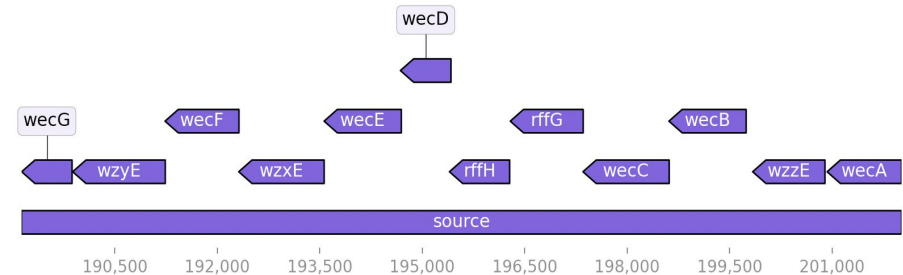 wecD
wecG
wecF
wecE
rffG
wecB
wzyE
wzxE
rffH
wecC
wzzE
wecA
source
190,500
192,000
193,500
195,000
196,500
198,000
199,500
201,000